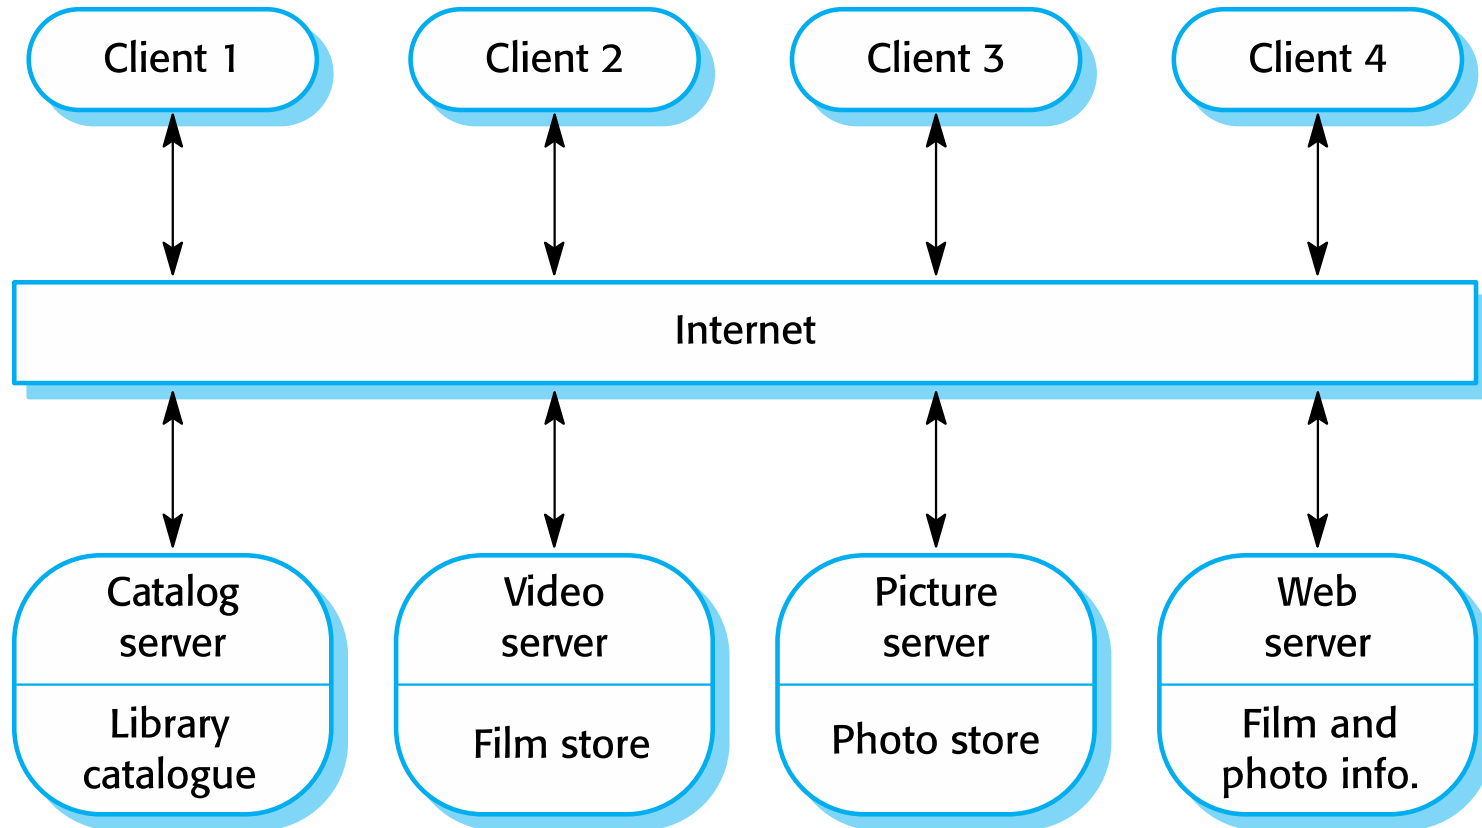 Client 1
Client 2
Client 3
Client 4
Internet
Catalog
server
Library
catalogue
Video
server
Film store
Picture
server
Photo store
Web
server
Film and
photo info.